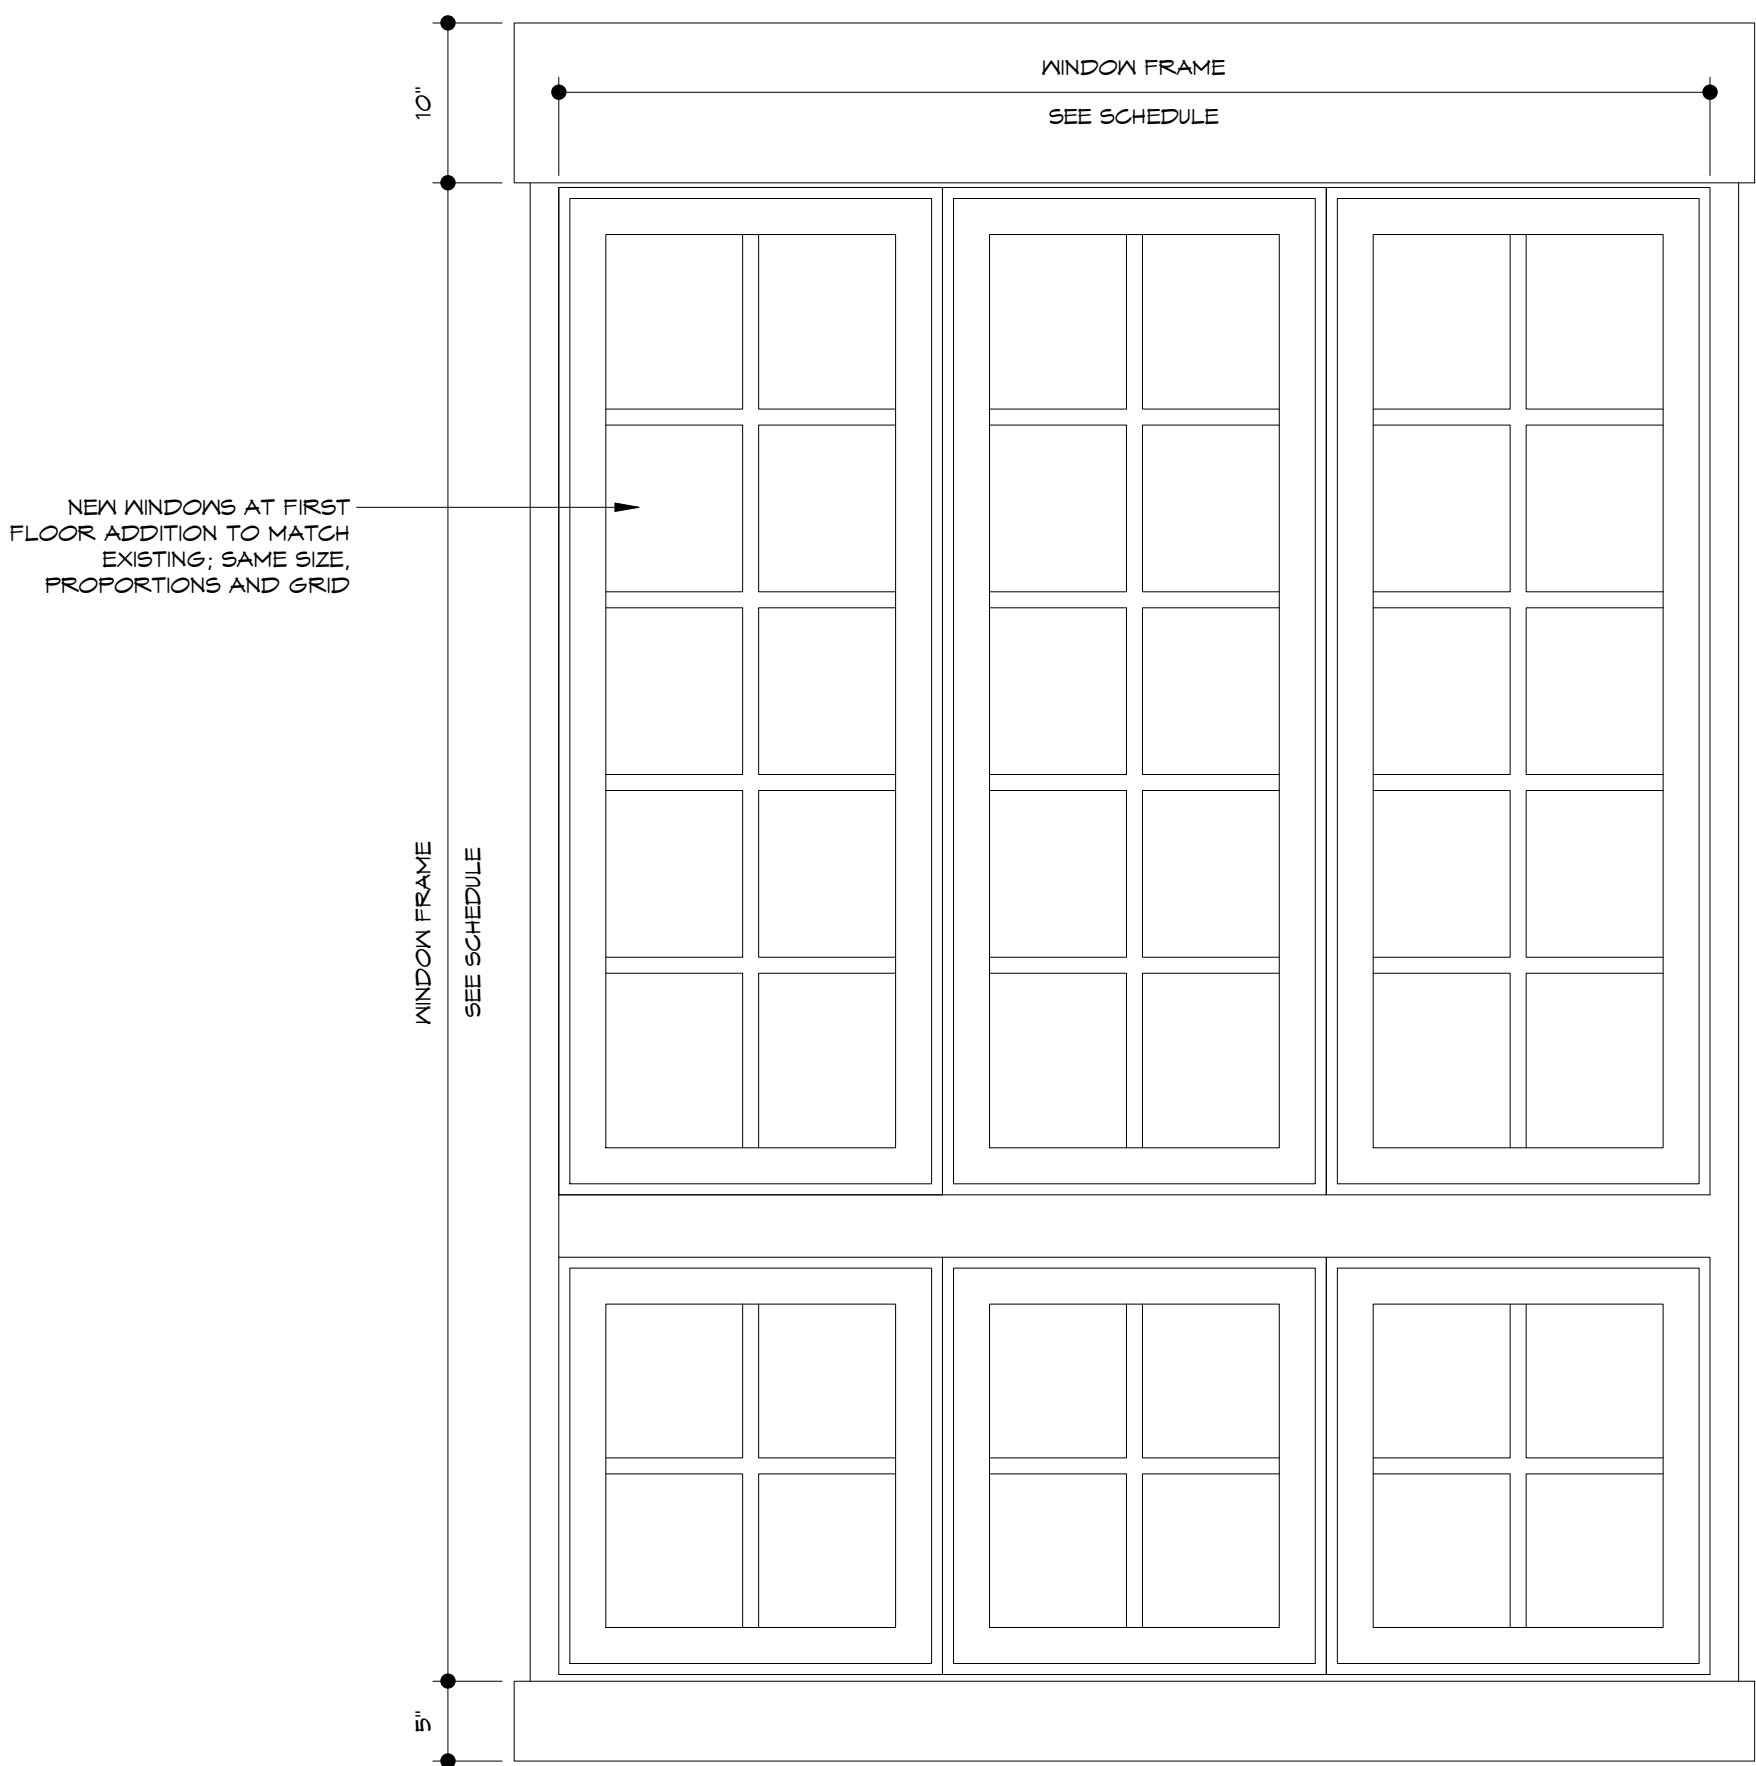 10"
WINDOW FRAME
SEE SCHEDULE
NEW WINDOWS AT FIRST
FLOOR ADDITION TO MATCH
EXISTING; SAME SIZE,
PROPORTIONS AND GRID
WINDOW FRAME
SEE SCHEDULE
5"